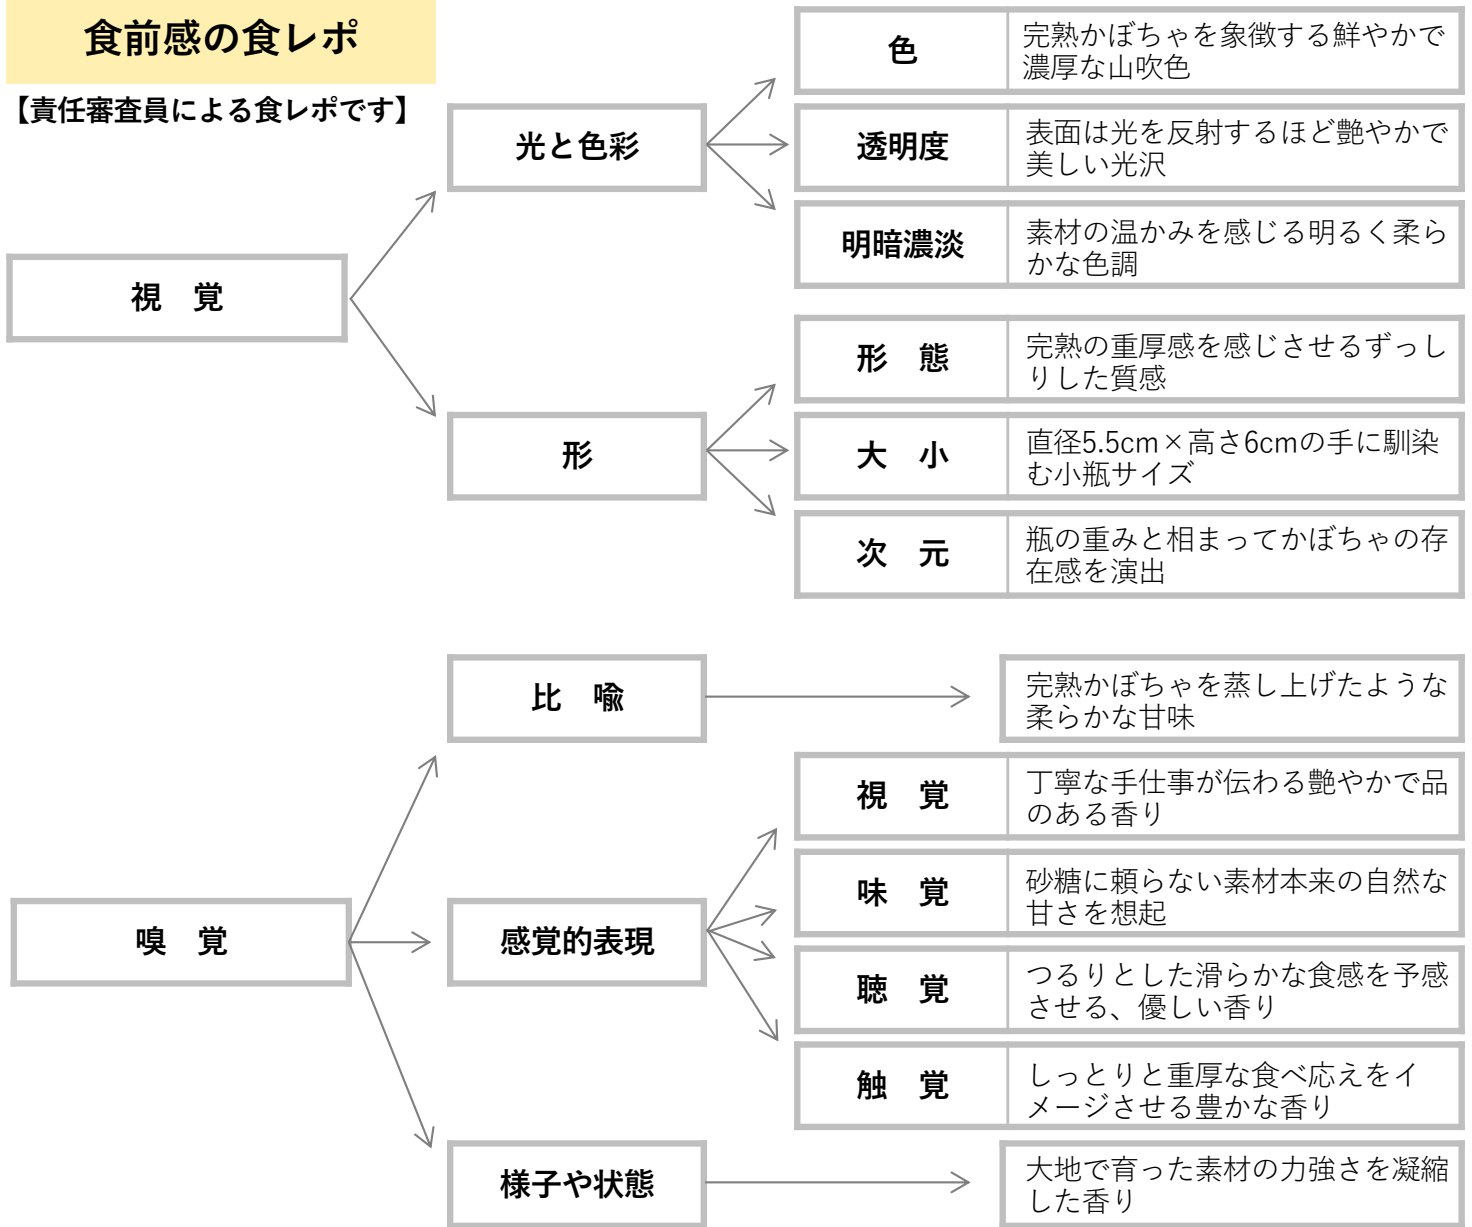 食前感の食レポ
【責任審査員による食レポです】
視　覚
光と色彩
色
完熟かぼちゃを象徴する鮮やかで
濃厚な山吹色
透明度
表面は光を反射するほど艶やかで
美しい光沢
明暗濃淡
素材の温かみを感じる明るく柔ら
かな色調
形
形　態
完熟の重厚感を感じさせるずっし
りした質感
大　小
直径5.5cm×高さ6cmの手に馴染
む小瓶サイズ
次　元
瓶の重みと相まってかぼちゃの存
在感を演出
嗅　覚
比　喩
完熟かぼちゃを蒸し上げたような
柔らかな甘味
感覚的表現
視　覚
丁寧な手仕事が伝わる艶やかで品
のある香り
味　覚
砂糖に頼らない素材本来の自然な
甘さを想起
聴　覚
つるりとした滑らかな食感を予感
させる、優しい香り
触　覚
しっとりと重厚な食べ応えをイ
メージさせる豊かな香り
様子や状態
大地で育った素材の力強さを凝縮
した香り